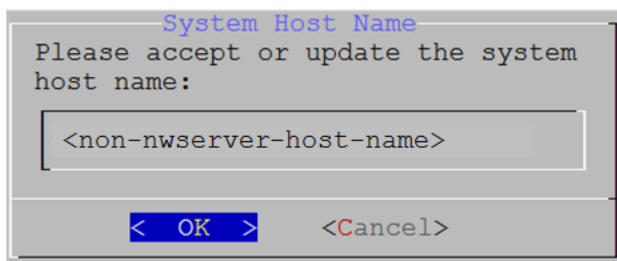 System Host Name
Please accept or update the system
host name:
<non-nwserver-host-name>
< OK > <Cancel>